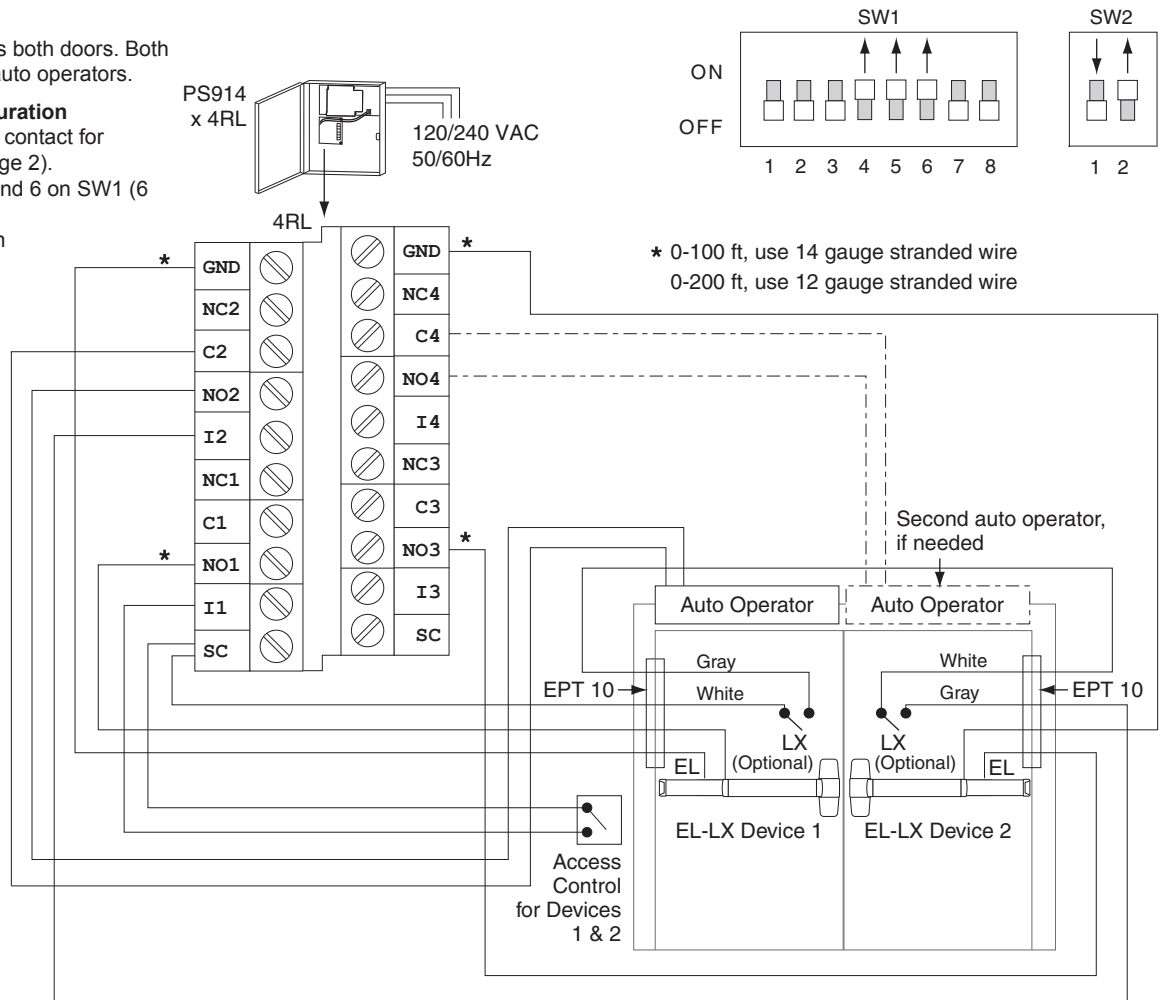 s both doors. Both
auto operators.
uration
contact for
ge 2).
nd 6 on SW1 (6
n
PS914
x 4RL
120/240 VAC
50/60Hz
SW1
SW2
ON
OFF
1 2 3 4 5 6 7 8
1 2
4RL
* 0-100 ft, use 14 gauge stranded wire
0-200 ft, use 12 gauge stranded wire
* GND
NC2
C2
NO2
I2
NC1
C1
* NO1
I1
SC
GND *
NC4
C4
NO4
I4
NC3
C3
NO3 *
I3
SC
Second auto operator,
if needed
Auto Operator
Auto Operator
EPT 10
Gray
White
LX
(Optional)
EL
EL-LX Device 1
White
Gray
EPT 10
LX
(Optional)
EL
EL-LX Device 2
Access
Control
for Devices
1 & 2